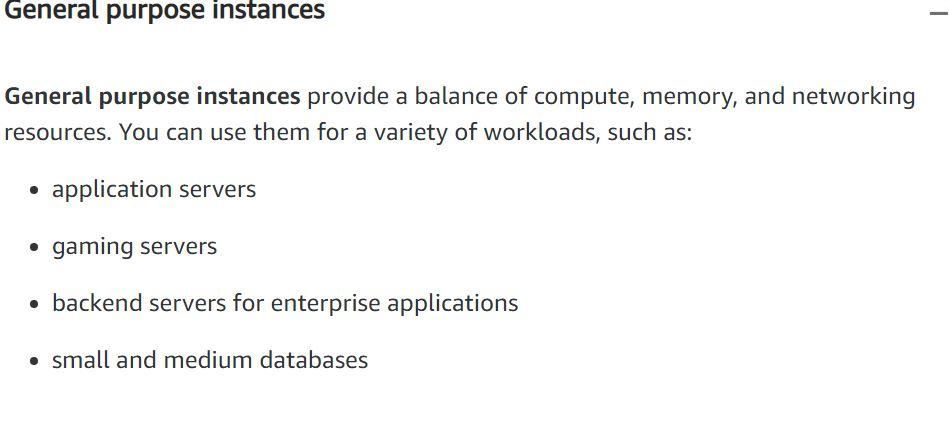 General purpose instances
General purpose instances provide a balance of compute, memory, and networking
resources. You can use them for a variety of workloads, such as:
• application servers
• gaming servers
• backend servers for enterprise applications
• small and medium databases